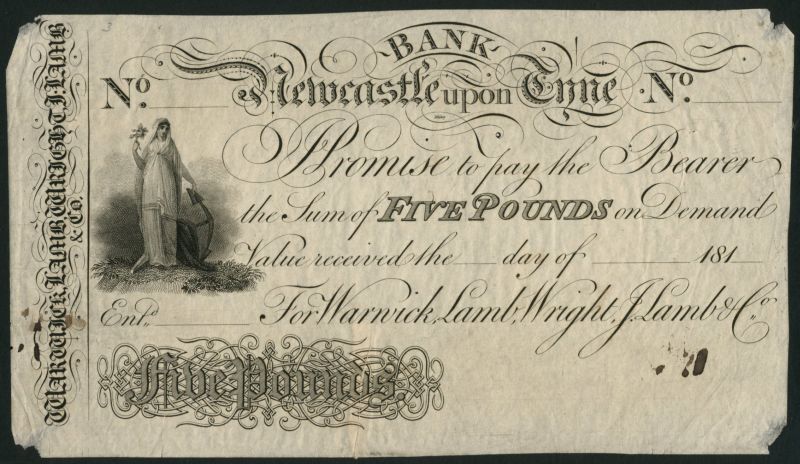 3
WARWICK, LAMB, WRIGHT, J. LAMB
& Co.
BANK
No. Newcastle upon Tyne No.
I Promise to pay the Bearer
the Sum of FIVE POUNDS on Demand
Value received the day of 181
Entd. For Warwick, Lamb, Wright, J. Lamb & Co.
Five Pounds.